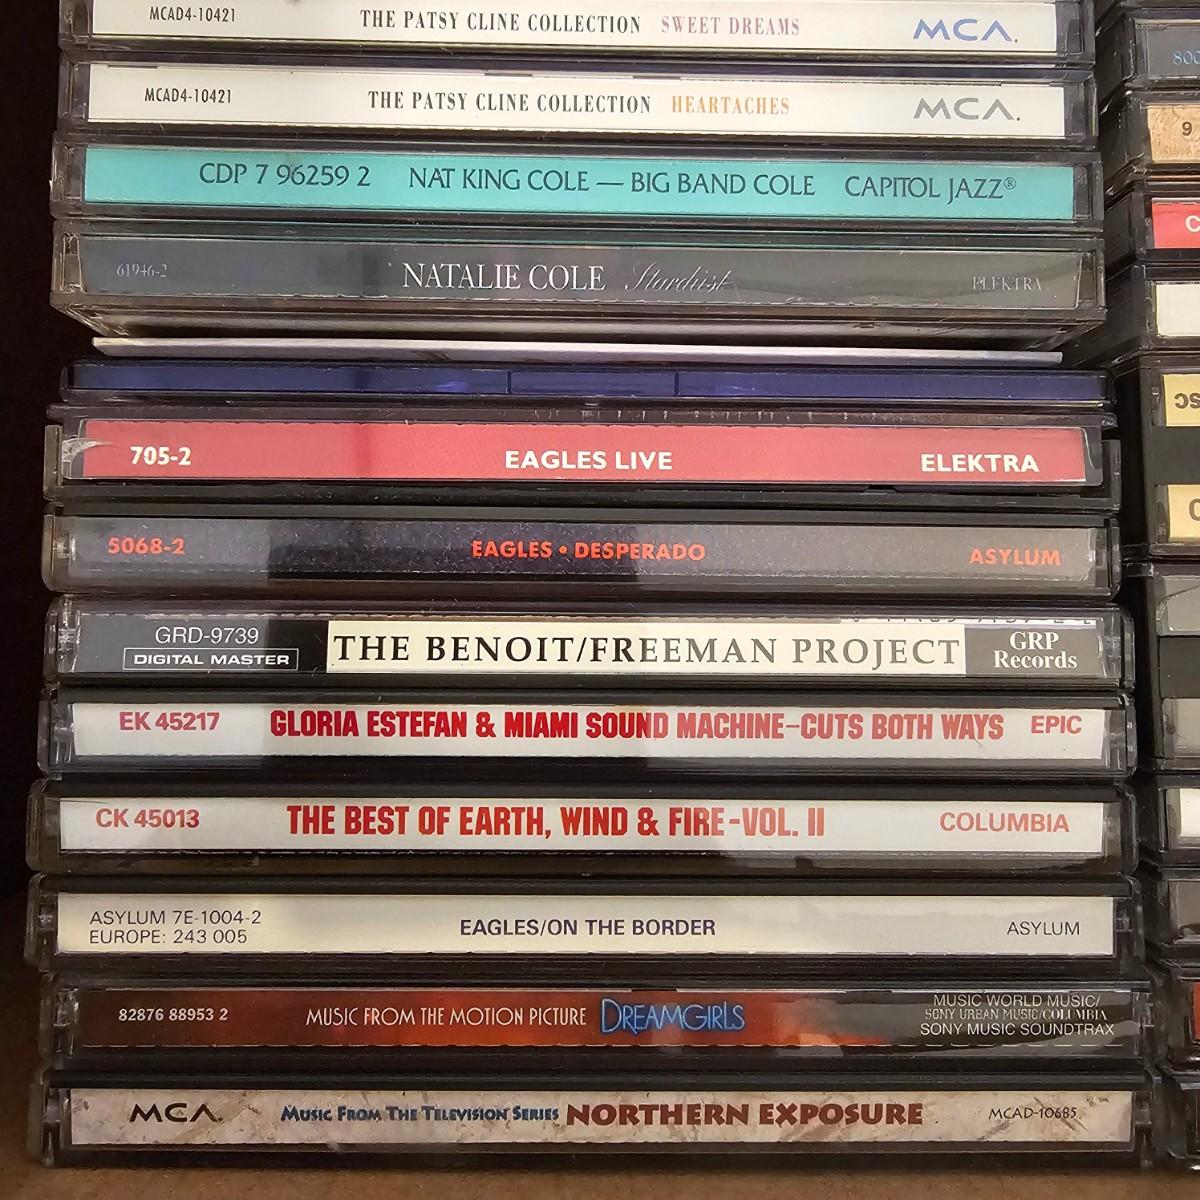 MCAD4-10421 THE PATSY CLINE COLLECTION SWEET DREAMS MCA.
MCAD4-10421 THE PATSY CLINE COLLECTION HEARTACHES MCA.
CDP 7 96259 2 NAT KING COLE — BIG BAND COLE CAPITOL JAZZ®
61946-2 NATALIE COLE Stardust ELEKTRA
705-2 EAGLES LIVE ELEKTRA
5068-2 EAGLES • DESPERADO ASYLUM
GRD-9739
DIGITAL MASTER
THE BENOIT/FREEMAN PROJECT
GRP
Records
EK 45217 GLORIA ESTEFAN & MIAMI SOUND MACHINE–CUTS BOTH WAYS EPIC
CK 45013 THE BEST OF EARTH, WIND & FIRE-VOL. II COLUMBIA
ASYLUM 7E-1004-2
EUROPE: 243 005
EAGLES/ON THE BORDER ASYLUM
82876 88953 2 MUSIC FROM THE MOTION PICTURE DREAMGIRLS
MUSIC WORLD MUSIC/
SONY URBAN MUSIC/COLUMBIA
SONY MUSIC SOUNDTRAX
MCA MUSIC FROM THE TELEVISION SERIES NORTHERN EXPOSURE MCAD-10685